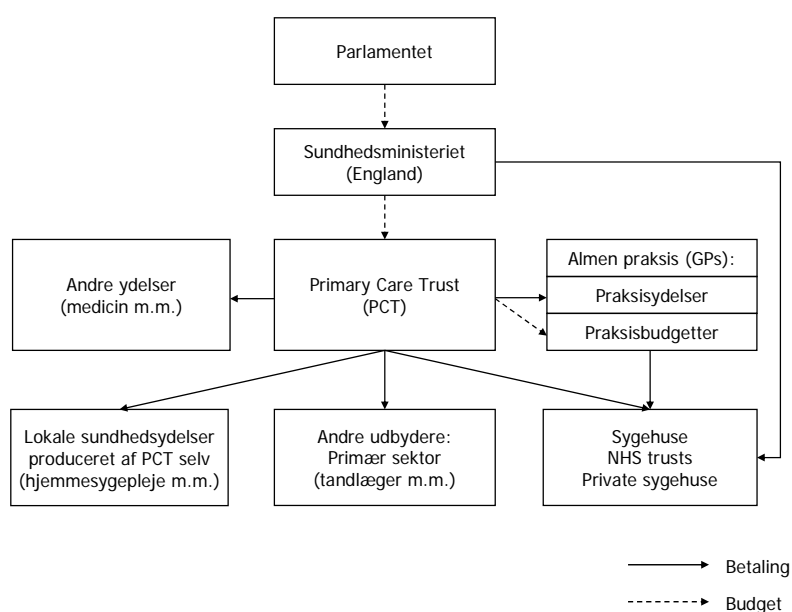 Parlamentet
Sundhedsministeriet
(England)
Andre ydelser
(medicin m.m.)
Primary Care Trust
(PCT)
Almen praksis (GPs):
Praksisydelser
Praksisbudgetter
Lokale sundhedsydelser
produceret af PCT selv
(hjemmesygepleje m.m.)
Andre udbydere:
Primær sektor
(tandlæger m.m.)
Sygehuse
NHS trusts
Private sygehuse
Betaling
Budget